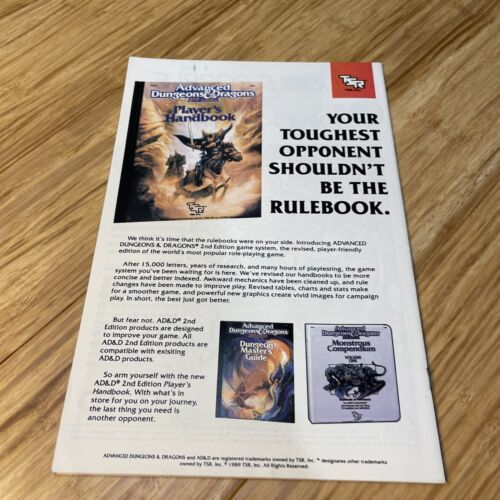 TSR
Advanced
Dungeons & Dragons
Player's
Handbook
TSR
YOUR
TOUGHEST
OPPONENT
SHOULDN'T
BE THE
RULEBOOK.
We think it's time that the rulebooks were on your side. Introducing ADVANCED
DUNGEONS & DRAGONS® 2nd Edition game system, the revised, player-friendly
edition of the world's most popular role-playing game.
After 15,000 letters, years of research, and many hours of playtesting, the game
system you've been waiting for is here. We've revised our handbooks to be more
concise and better indexed. Awkward mechanics have been cleaned up, and rule
changes have been made to improve play. Revised tables, charts and stats make
for a smoother game, and powerful new graphics create vivid images for campaign
play. In short, the best just got better.
But fear not. AD&D® 2nd
Edition products are
designed to improve your
game. All
AD&D 2nd Edition products are
compatible with exisiting
AD&D products.
So arm yourself with the new
AD&D® 2nd Edition Player's
Handbook. With what's in
store for you on your journey,
the last thing you need is
another opponent.
Advanced
Dungeons & Dragons
Dungeon
Master's
Guide
Advanced
Dungeons & Dragons
Monstrous
Compendium
VOLUME
ONE
ADVANCED DUNGEONS & DRAGONS and AD&D are registered trademarks owned by TSR, Inc. ™ designates other trademarks
owned by TSR, Inc. © 1989 TSR, Inc. All Rights Reserved.